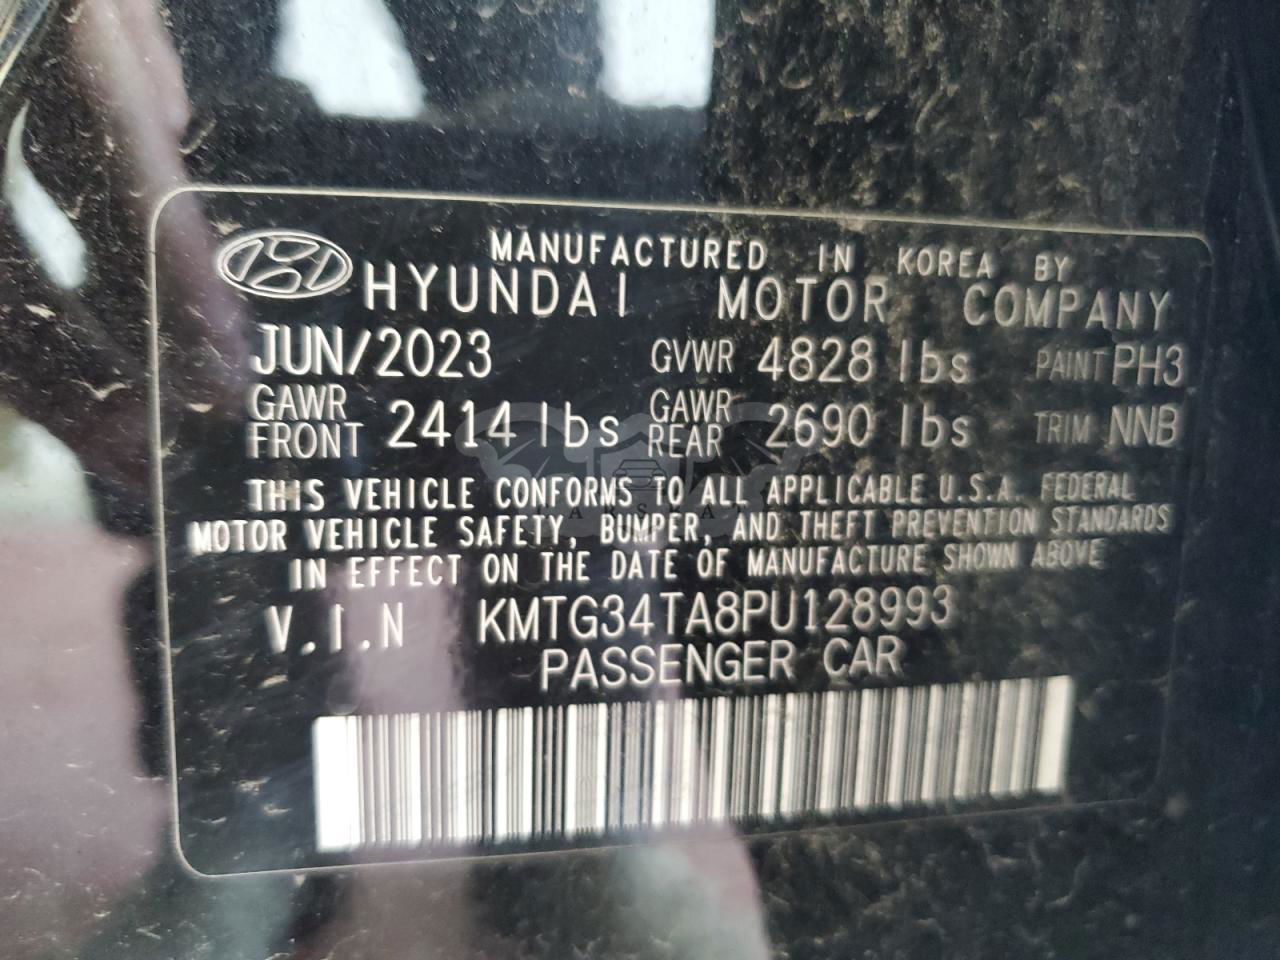 MANUFACTURED IN KOREA BY
HYUNDAI MOTOR COMPANY
JUN/2023 GVWR 4828 lbs PAINT PH3
GAWR FRONT 2414 lbs GAWR REAR 2690 lbs TRIM NNB
THIS VEHICLE CONFORMS TO ALL APPLICABLE U.S.A. FEDERAL
MOTOR VEHICLE SAFETY, BUMPER, AND THEFT PREVENTION STANDARDS
IN EFFECT ON THE DATE OF MANUFACTURE SHOWN ABOVE
V.I.N KMTG34TA8PU128993
PASSENGER CAR